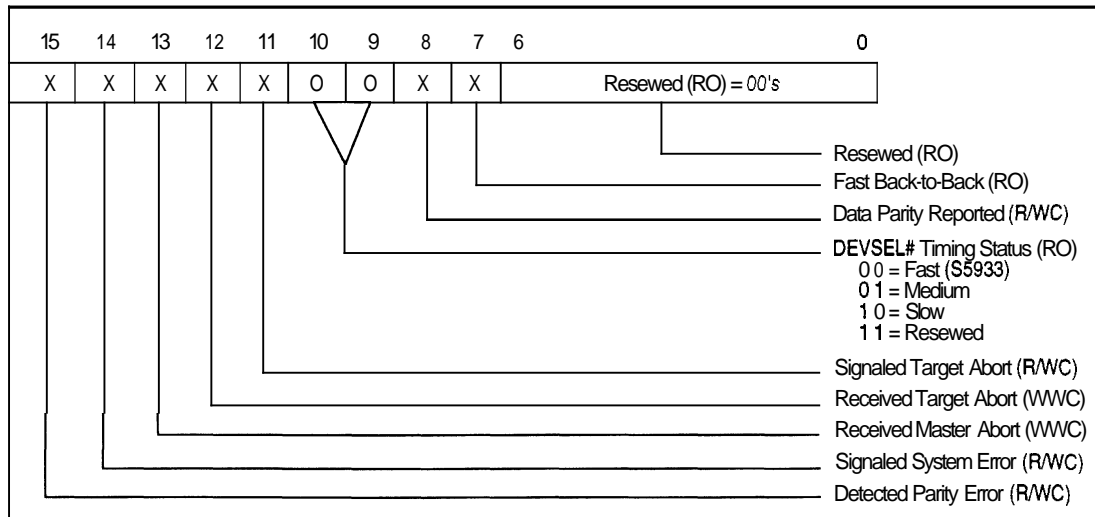 15 14 13 12 11 10 9 8 7 6 0
X X X X X O O X X Resewed (RO) = 00's
Resewed (RO)
Fast Back-to-Back (RO)
Data Parity Reported (R/WC)
DEVSEL# Timing Status (RO)
0 0 = Fast (S5933)
0 1 = Medium
1 0 = Slow
1 1 = Resewed
Signaled Target Abort (R/WC)
Received Target Abort (WWC)
Received Master Abort (WWC)
Signaled System Error (R/WC)
Detected Parity Error (R/WC)